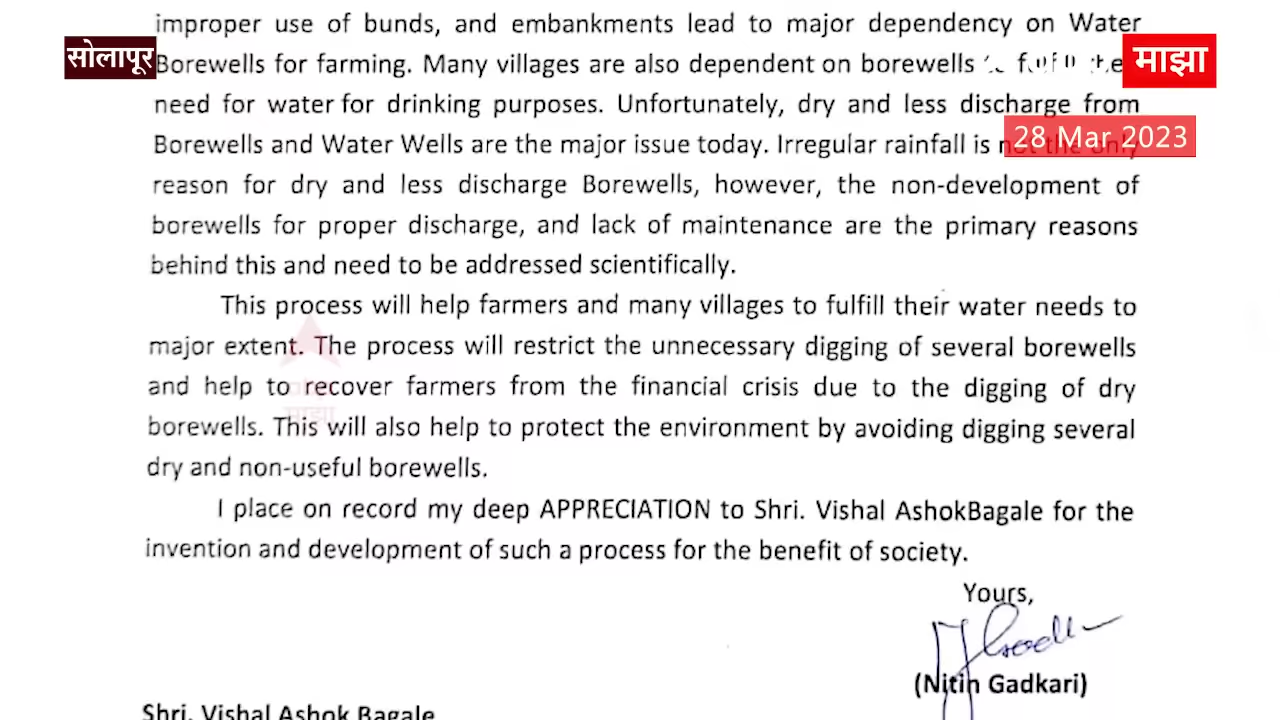 improper use of bunds, and embankments lead to major dependency on Water
सोलापूर
माझा
Borewells for farming. Many villages are also dependent on borewells
need for water for drinking purposes. Unfortunately, dry and less discharge from
28 Mar 2023
Borewells and Water Wells are the major issue today. Irregular rainfall is not the only
reason for dry and less discharge Borewells, however, the non-development of
borewells for proper discharge, and lack of maintenance are the primary reasons
behind this and need to be addressed scientifically.
This process will help farmers and many villages to fulfill their water needs to
major extent. The process will restrict the unnecessary digging of several borewells
and help to recover farmers from the financial crisis due to the digging of dry
माझा
borewells. This will also help to protect the environment by avoiding digging several
dry and non-useful borewells.
I place on record my deep APPRECIATION to Shri. Vishal AshokBagale for the
invention and development of such a process for the benefit of society.
Yours,
(Nitin Gadkari)
Shri. Vishal Ashok Bagale